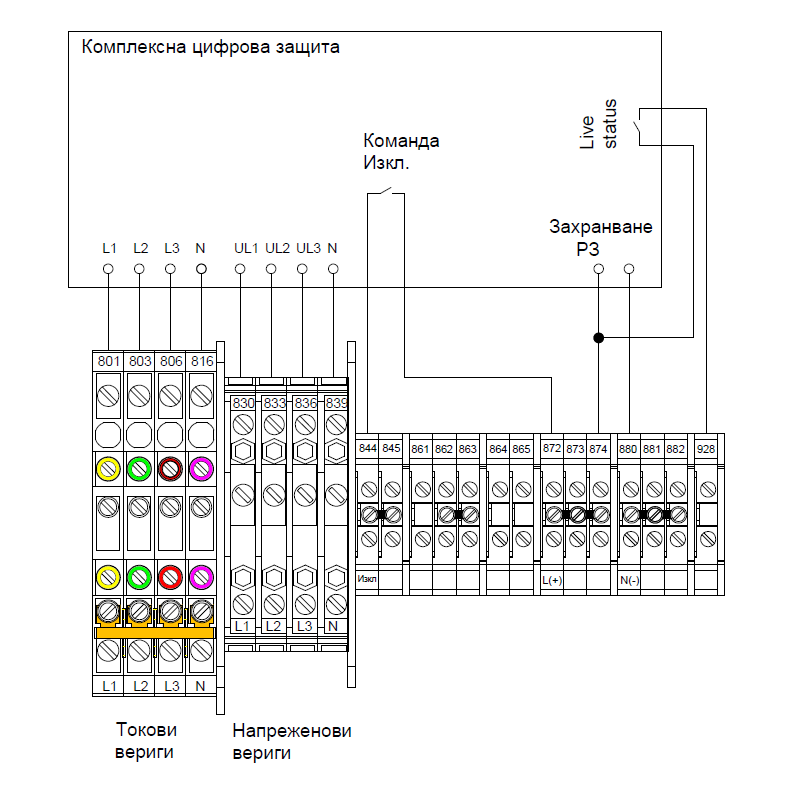 Комплексна цифрова защита
Live
status
Команда
Изкл.
Захранване
РЗ
L1 L2 L3 N UL1 UL2 UL3 N
801 803 806 816
830 833 836 839
844 845 861 862 863 864 865 872 873 874 880 881 882 928
Изкл L(+) N(-)
L1 L2 L3 N
L1 L2 L3 N
Токови
вериги
Напреженови
вериги